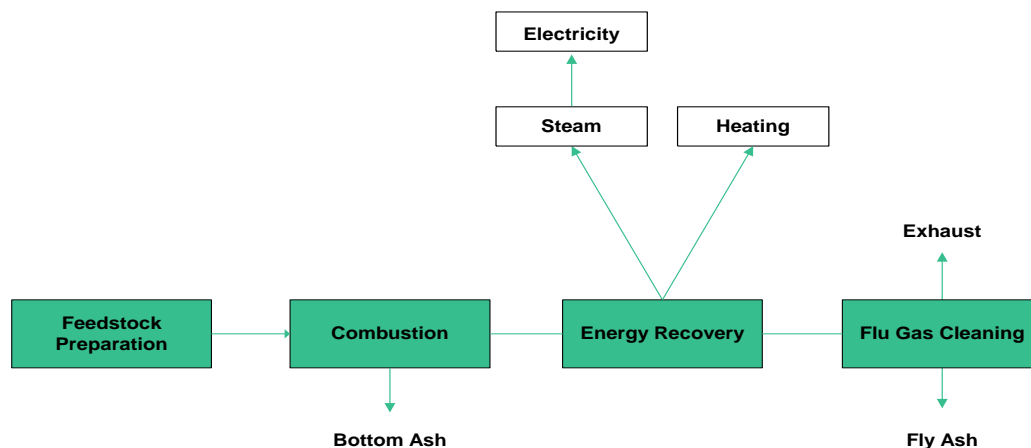 Electricity
Steam
Heating
Exhaust
Feedstock
Preparation
Combustion
Energy Recovery
Flu Gas Cleaning
Bottom Ash
Fly Ash